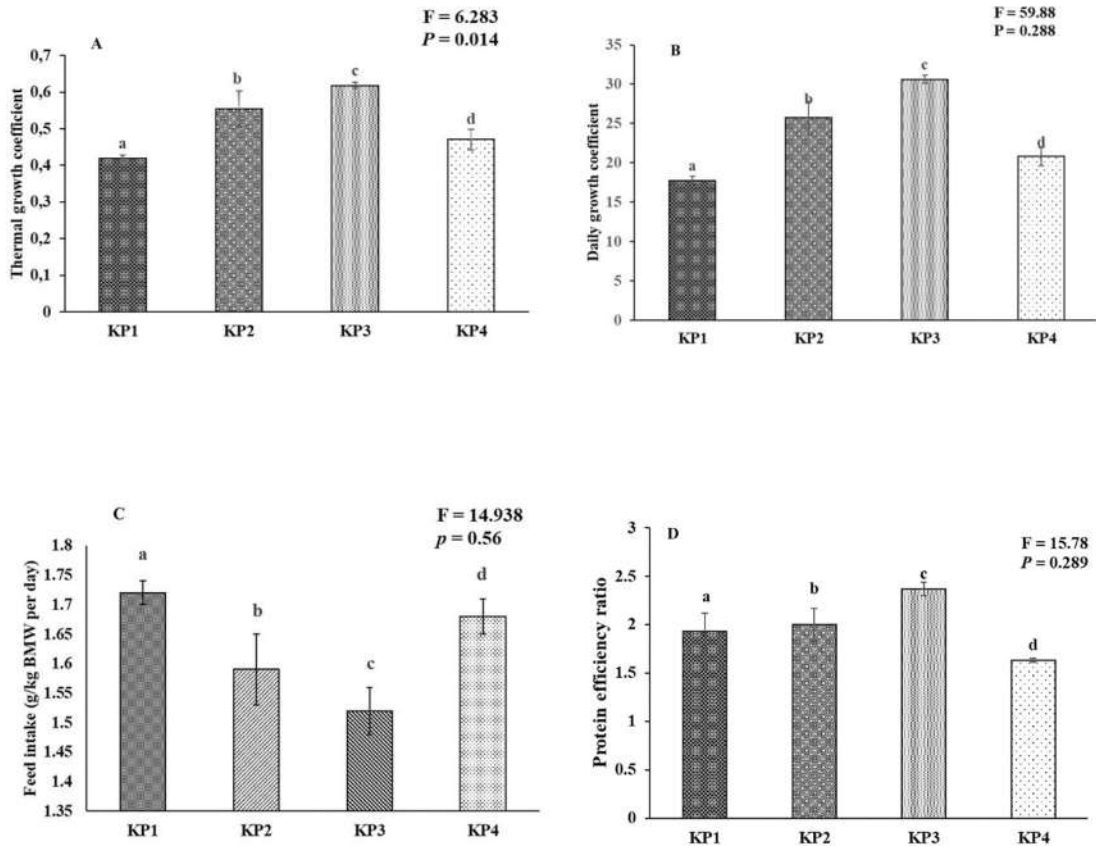 A
F = 6.283
P = 0.014
Thermal growth coefficient
0,7
0,6
0,5
0,4
0,3
0,2
0,1
0
a
b
c
d
KP1
KP2
KP3
KP4
B
F = 59.88
P = 0.288
Daily growth coefficient
35
30
25
20
15
10
5
0
a
b
c
d
KP1
KP2
KP3
KP4
C
F = 14.938
p = 0.56
Feed intake (g/kg BMW per day)
1.8
1.75
1.7
1.65
1.6
1.55
1.5
1.45
1.4
1.35
a
b
c
d
KP1
KP2
KP3
KP4
D
F = 15.78
P = 0.289
Protein efficiency ratio
3
2.5
2
1.5
1
0.5
0
a
b
c
d
KP1
KP2
KP3
KP4